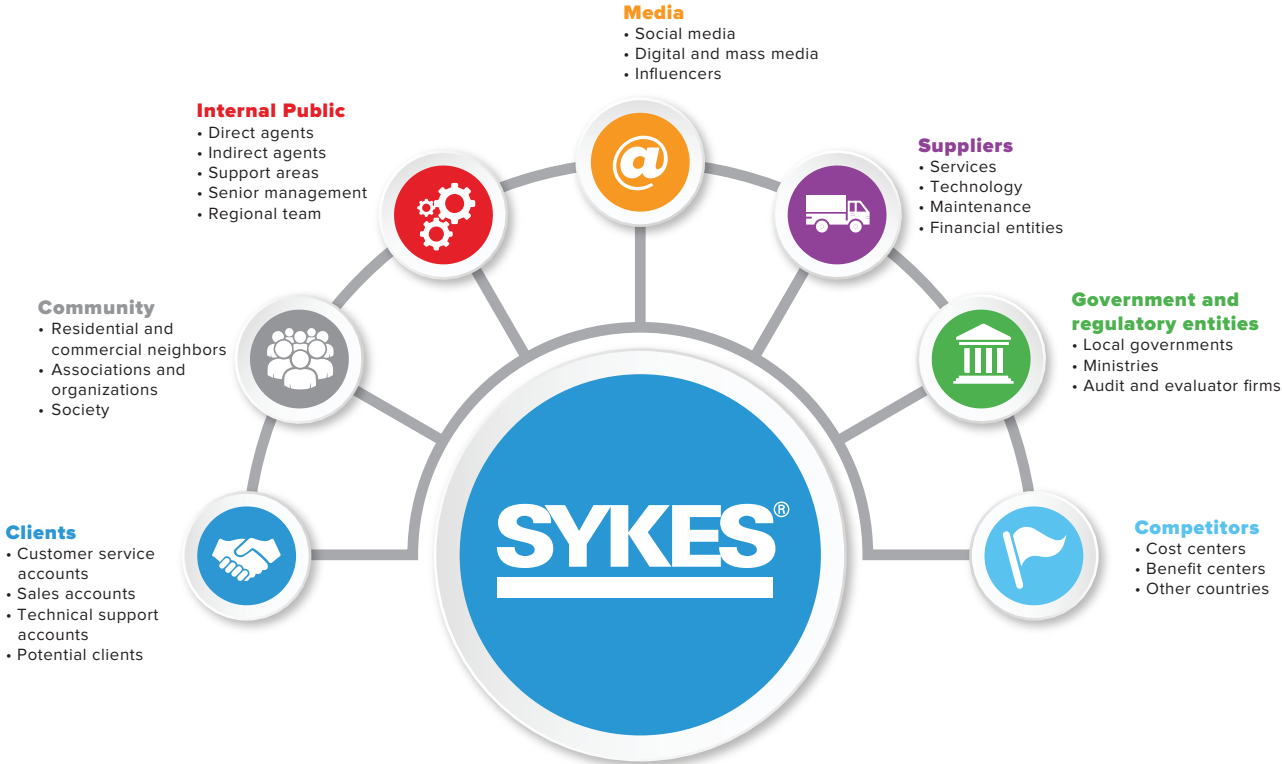 Media
• Social media
• Digital and mass media
• Influencers
Internal Public
• Direct agents
• Indirect agents
• Support areas
• Senior management
• Regional team
@
Suppliers
• Services
• Technology
• Maintenance
• Financial entities
Community
• Residential and
commercial neighbors
• Associations and
organizations
• Society
Government and
regulatory entities
• Local governments
• Ministries
• Audit and evaluator firms
Clients
• Customer service
accounts
• Sales accounts
• Technical support
accounts
• Potential clients
SYKES®
Competitors
• Cost centers
• Benefit centers
• Other countries